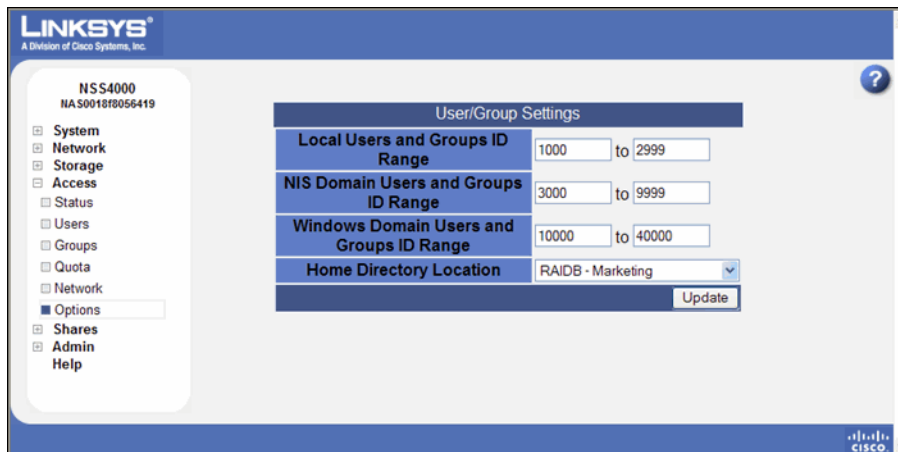 LINKSYS®
A Division of Cisco Systems, Inc.
NSS4000
NAS0018f8056419
System
Network
Storage
Access
Status
Users
Groups
Quota
Network
Options
Shares
Admin
Help
?
User/Group Settings
Local Users and Groups ID
Range
1000 to 2999
NIS Domain Users and Groups
ID Range
3000 to 9999
Windows Domain Users and
Groups ID Range
10000 to 40000
Home Directory Location
RAIDB - Marketing
Update
CISCO.